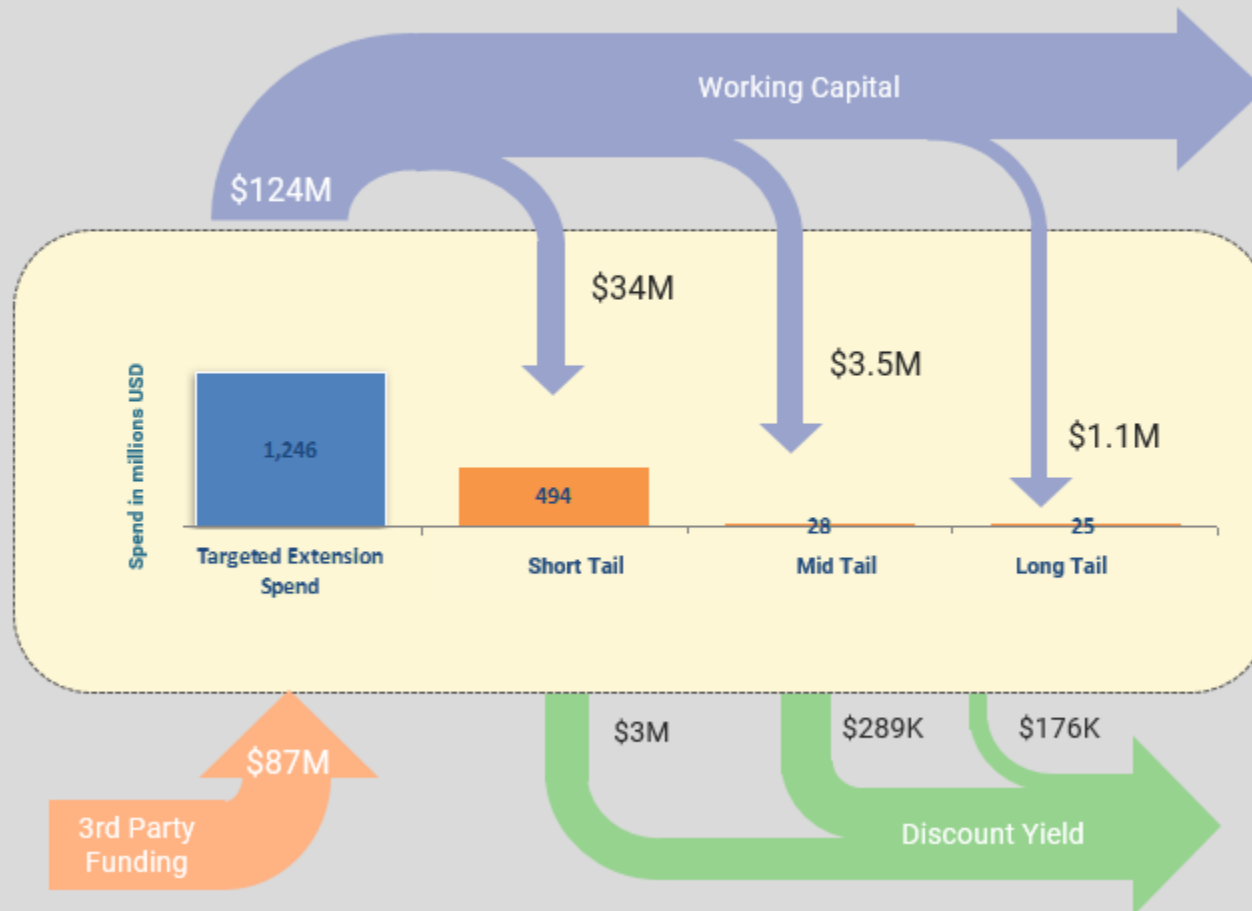 Working Capital
$124M
$34M
$3.5M
$1.1M
Spend in millions USD
1,246
494
28
25
Targeted Extension
Spend
Short Tail
Mid Tail
Long Tail
$3M
$289K
$176K
$87M
3rd Party
Funding
Discount Yield